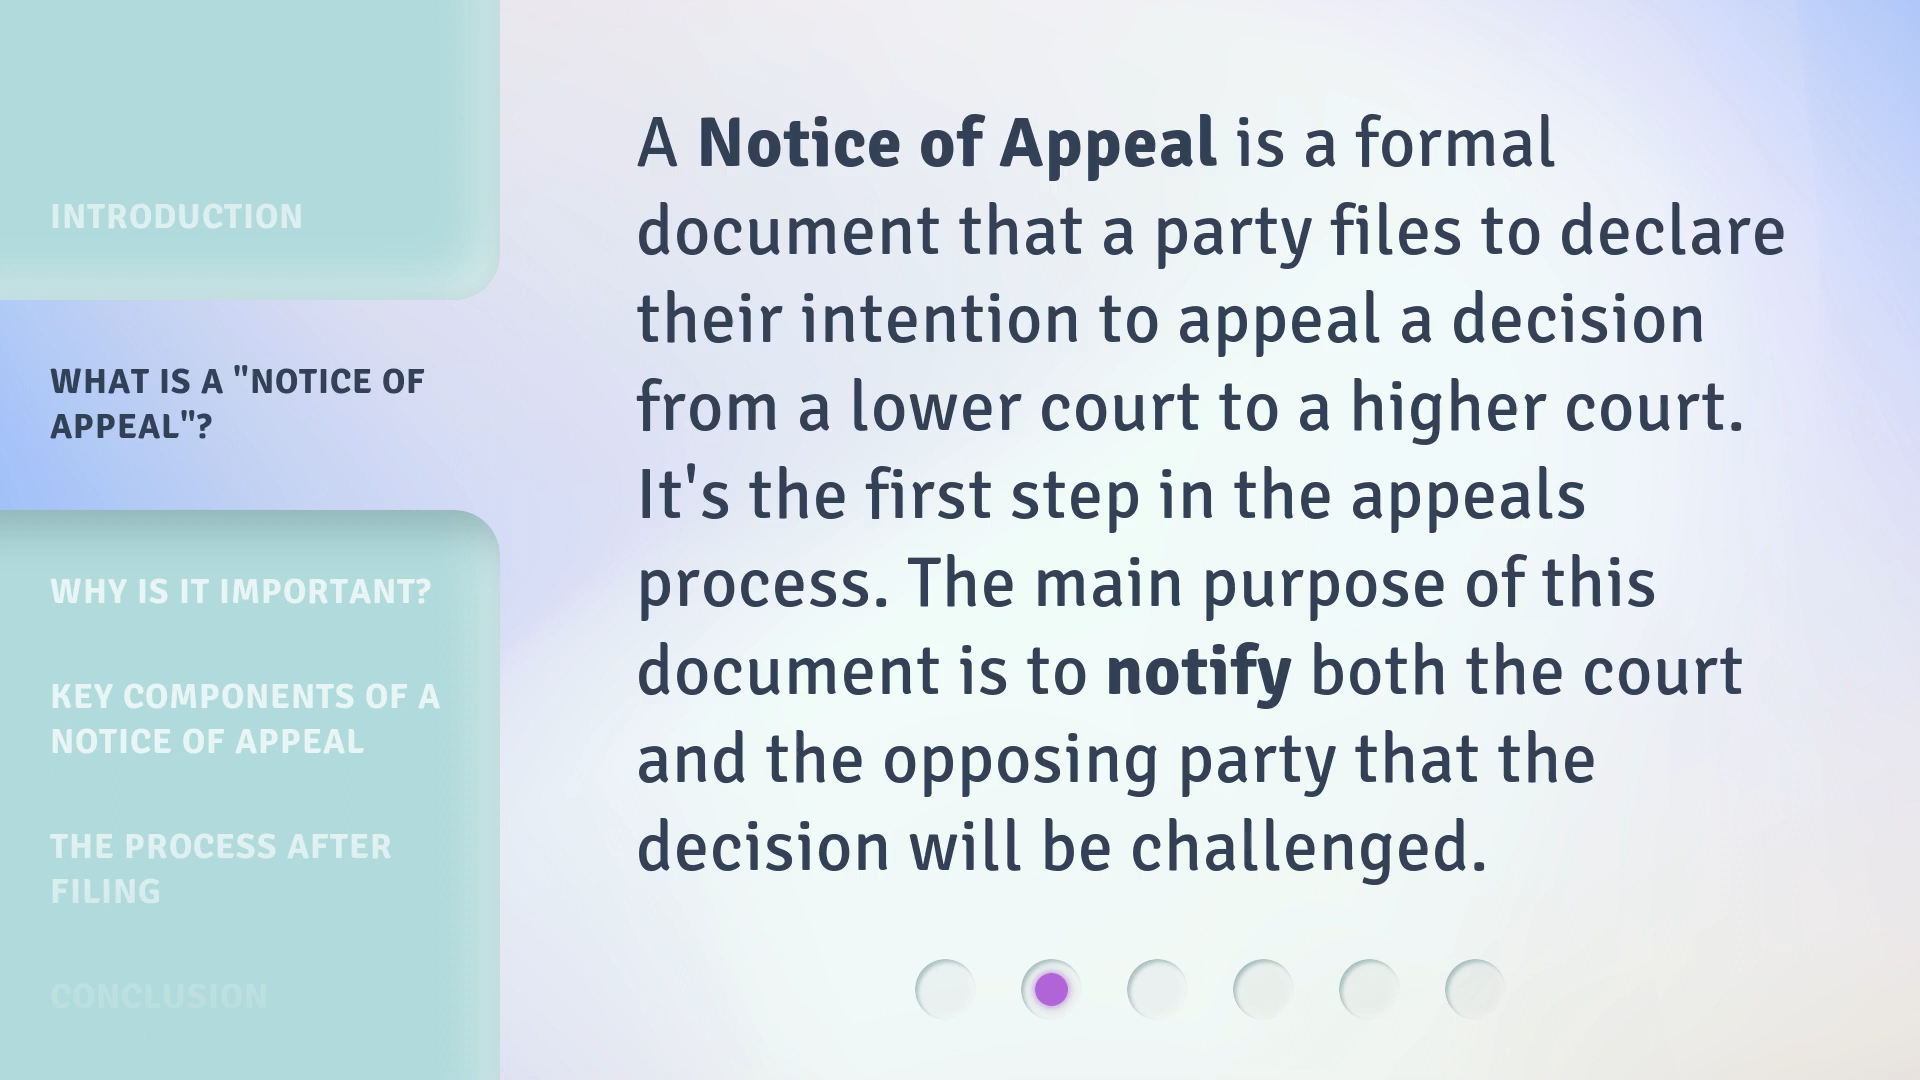 INTRODUCTION
WHAT IS A "NOTICE OF
APPEAL"?
WHY IS IT IMPORTANT?
KEY COMPONENTS OF A
NOTICE OF APPEAL
THE PROCESS AFTER
FILING
CONCLUSION
A Notice of Appeal is a formal
document that a party files to declare
their intention to appeal a decision
from a lower court to a higher court.
It's the first step in the appeals
process. The main purpose of this
document is to notify both the court
and the opposing party that the
decision will be challenged.